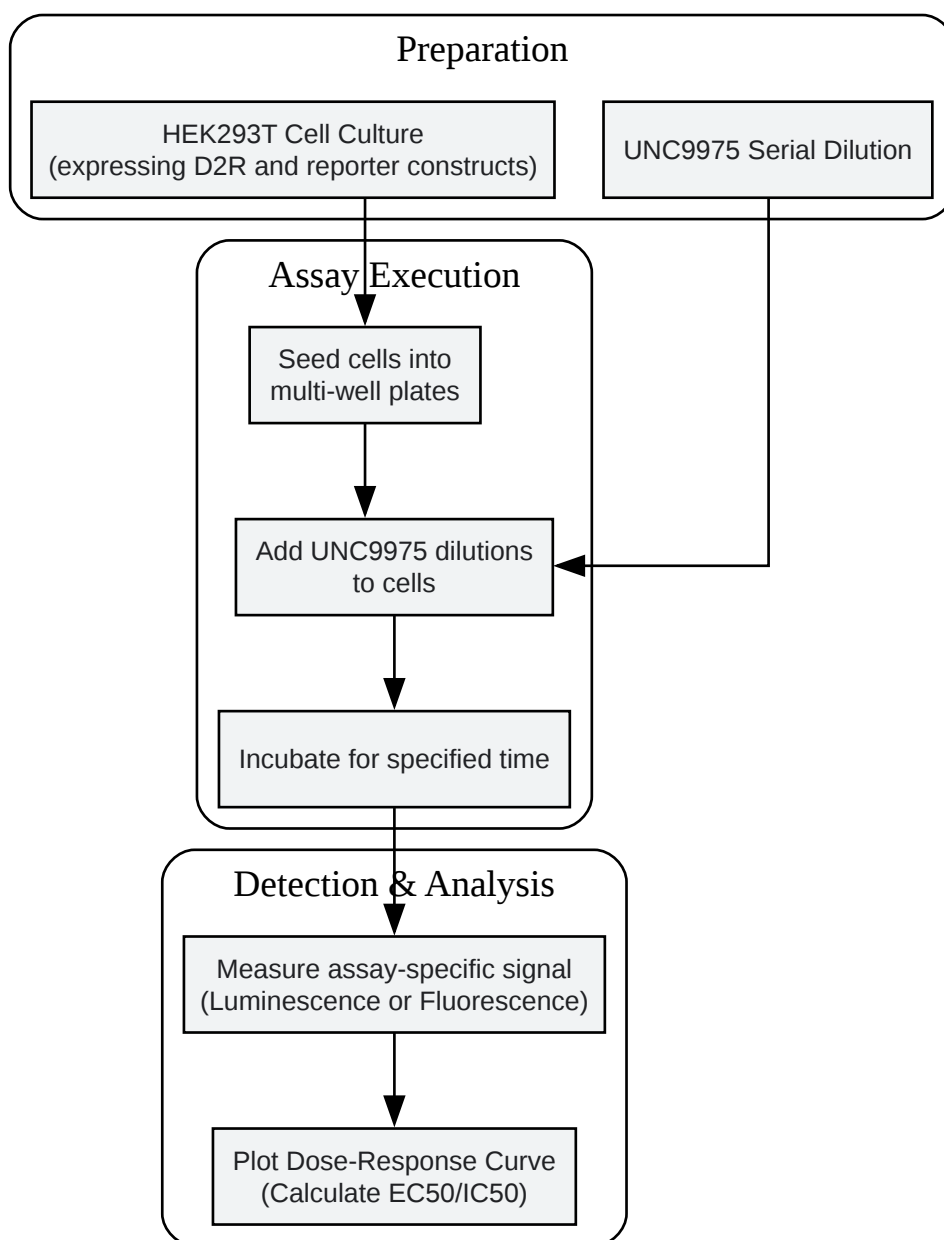 Preparation
HEK293T Cell Culture
(expressing D2R and reporter constructs)
UNC9975 Serial Dilution
Assay Execution
Seed cells into
multi-well plates
Add UNC9975 dilutions
to cells
Incubate for specified time
Detection & Analysis
Measure assay-specific signal
(Luminescence or Fluorescence)
Plot Dose-Response Curve
(Calculate EC50/IC50)